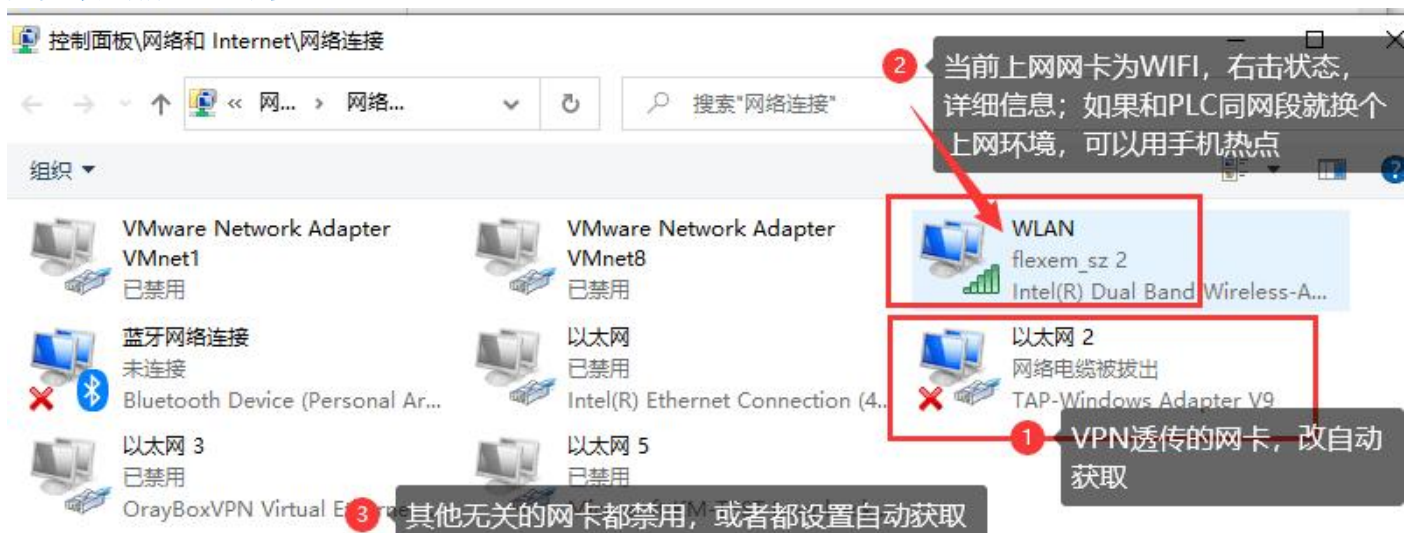 控制面板\网络和 Internet\网络连接
« 网... › 网络...
搜索"网络连接"
2 当前上网网卡为WIFI，右击状态，
详细信息；如果和PLC同网段就换个
上网环境，可以用手机热点
组织
VMware Network Adapter
VMnet1
已禁用
VMware Network Adapter
VMnet8
已禁用
WLAN
flexem_sz 2
Intel(R) Dual Band Wireless-A...
蓝牙网络连接
未连接
Bluetooth Device (Personal Ar...
以太网
已禁用
Intel(R) Ethernet Connection (4...
以太网 2
网络电缆被拔出
TAP-Windows Adapter V9
1 VPN透传的网卡，改自动
获取
以太网 3
已禁用
OrayBoxVPN Virtual
以太网 5
已禁用
3 其他无关的网卡都禁用，或者都设置自动获取